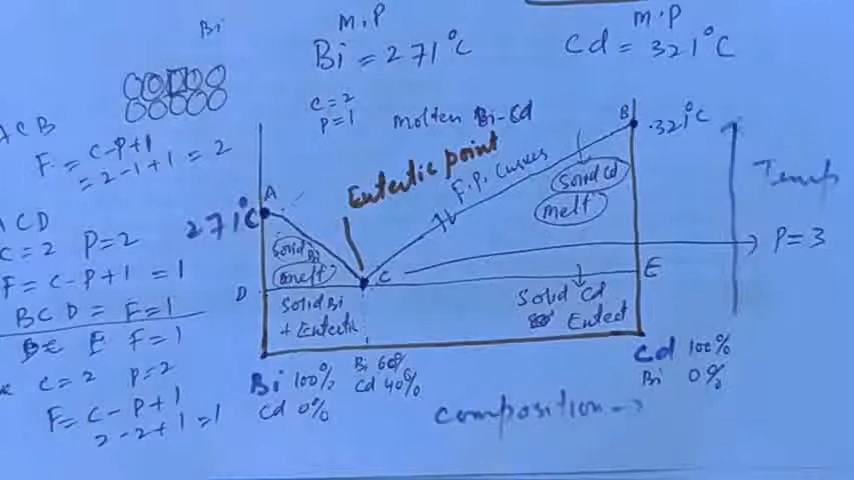 Bi
M.P
Bi = 271°C
M.P
Cd = 321°C
C=2
P=1
Molten Bi-Cd
ACB
F = C-P+1
= 2-1+1 = 2
ACD
C=2 P=2
F = C-P+1 = 1
BCD = F=1
E F=1
C=2 P=2
F= C-P+1
2-2+1=1
A
271°C
Eutectic point
F.P. Curves
B
.321°C
Solid Cd
melt
Solid Bi
melt
C
D
E
Solid Bi
+ Eutectic
Solid Cd
Eutect
Temp
P=3
Bi 100%
Cd 0%
Bi 60%
Cd 40%
Cd 100%
Bi 0%
Composition →